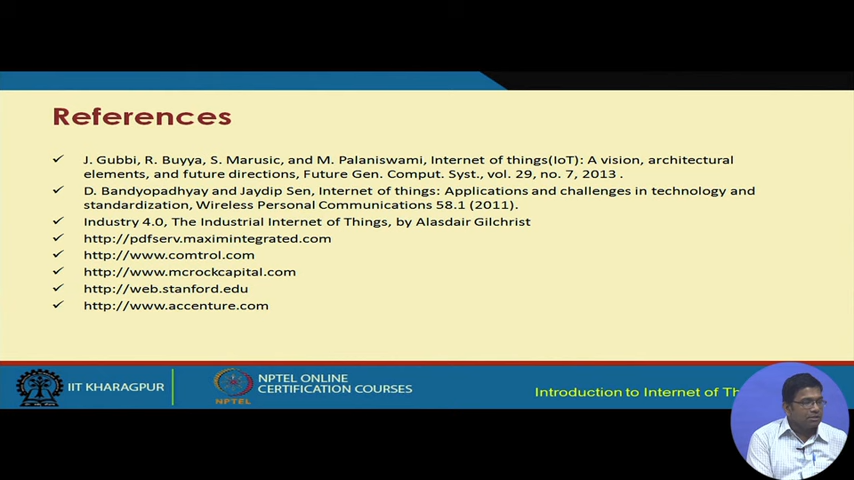 References
✓ J. Gubbi, R. Buyya, S. Marusic, and M. Palaniswami, Internet of things(IoT): A vision, architectural
elements, and future directions, Future Gen. Comput. Syst., vol. 29, no. 7, 2013 .
✓ D. Bandyopadhyay and Jaydip Sen, Internet of things: Applications and challenges in technology and
standardization, Wireless Personal Communications 58.1 (2011).
✓ Industry 4.0, The Industrial Internet of Things, by Alasdair Gilchrist
✓ http://pdfserv.maximintegrated.com
✓ http://www.comtrol.com
✓ http://www.mcrockcapital.com
✓ http://web.stanford.edu
✓ http://www.accenture.com
IIT KHARAGPUR
NPTEL
NPTEL ONLINE
CERTIFICATION COURSES
Introduction to Internet of